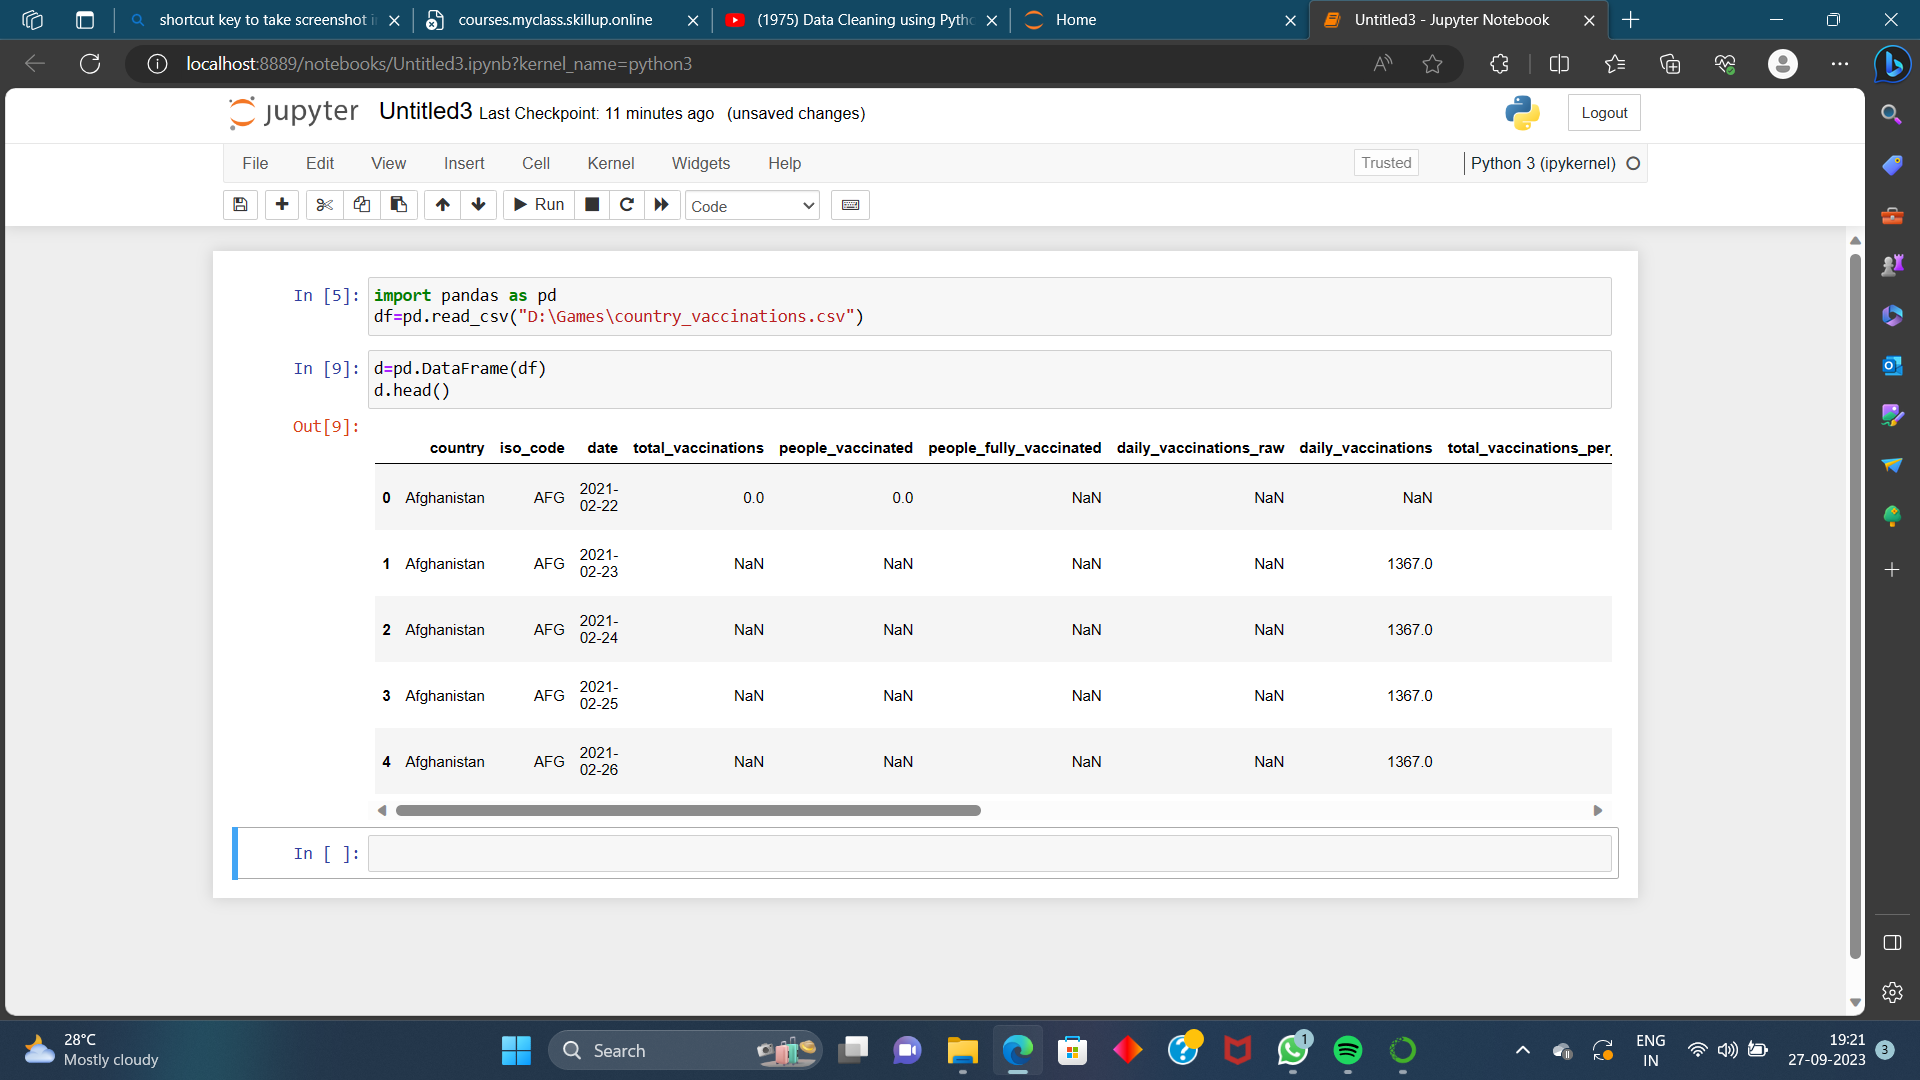 shortcut key to take screenshot i
courses.myclass.skillup.online
(1975) Data Cleaning using Pytho
Home
Untitled3 - Jupyter Notebook
localhost:8889/notebooks/Untitled3.ipynb?kernel_name=python3
jupyter Untitled3 Last Checkpoint: 11 minutes ago (unsaved changes)
Logout
File Edit View Insert Cell Kernel Widgets Help
Trusted
Python 3 (ipykernel)
Run
Code
In [5]: import pandas as pd
df=pd.read_csv("D:\Games\country_vaccinations.csv")
In [9]: d=pd.DataFrame(df)
d.head()
Out[9]:
country iso_code date total_vaccinations people_vaccinated people_fully_vaccinated daily_vaccinations_raw daily_vaccinations total_vaccinations_per_
0 Afghanistan AFG 2021-02-22 0.0 0.0 NaN NaN NaN
1 Afghanistan AFG 2021-02-23 NaN NaN NaN NaN 1367.0
2 Afghanistan AFG 2021-02-24 NaN NaN NaN NaN 1367.0
3 Afghanistan AFG 2021-02-25 NaN NaN NaN NaN 1367.0
4 Afghanistan AFG 2021-02-26 NaN NaN NaN NaN 1367.0
In [ ]:
28°C
Mostly cloudy
Search
1
ENG
IN
19:21
27-09-2023
3